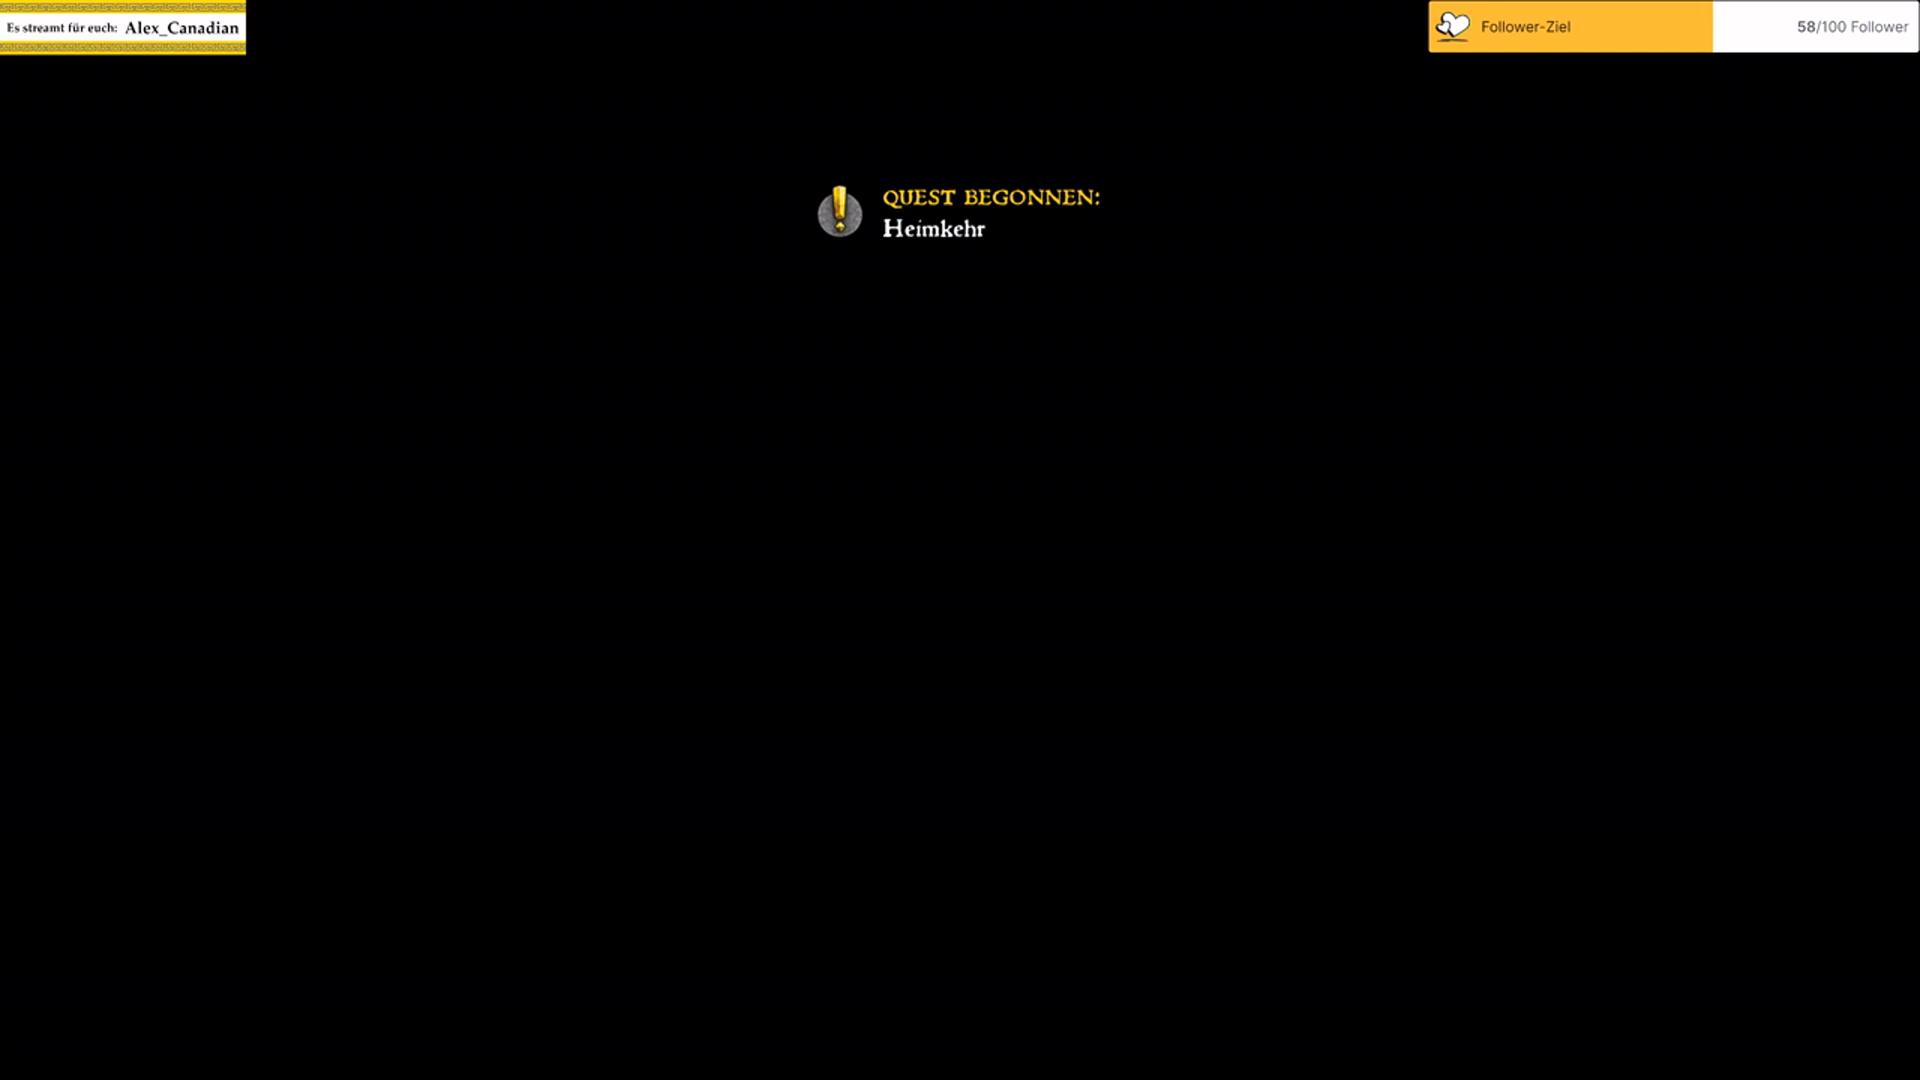 Es streamt für euch: Alex_Canadian
Follower-Ziel
58/100 Follower
QUEST BEGONNEN:
Heimkehr